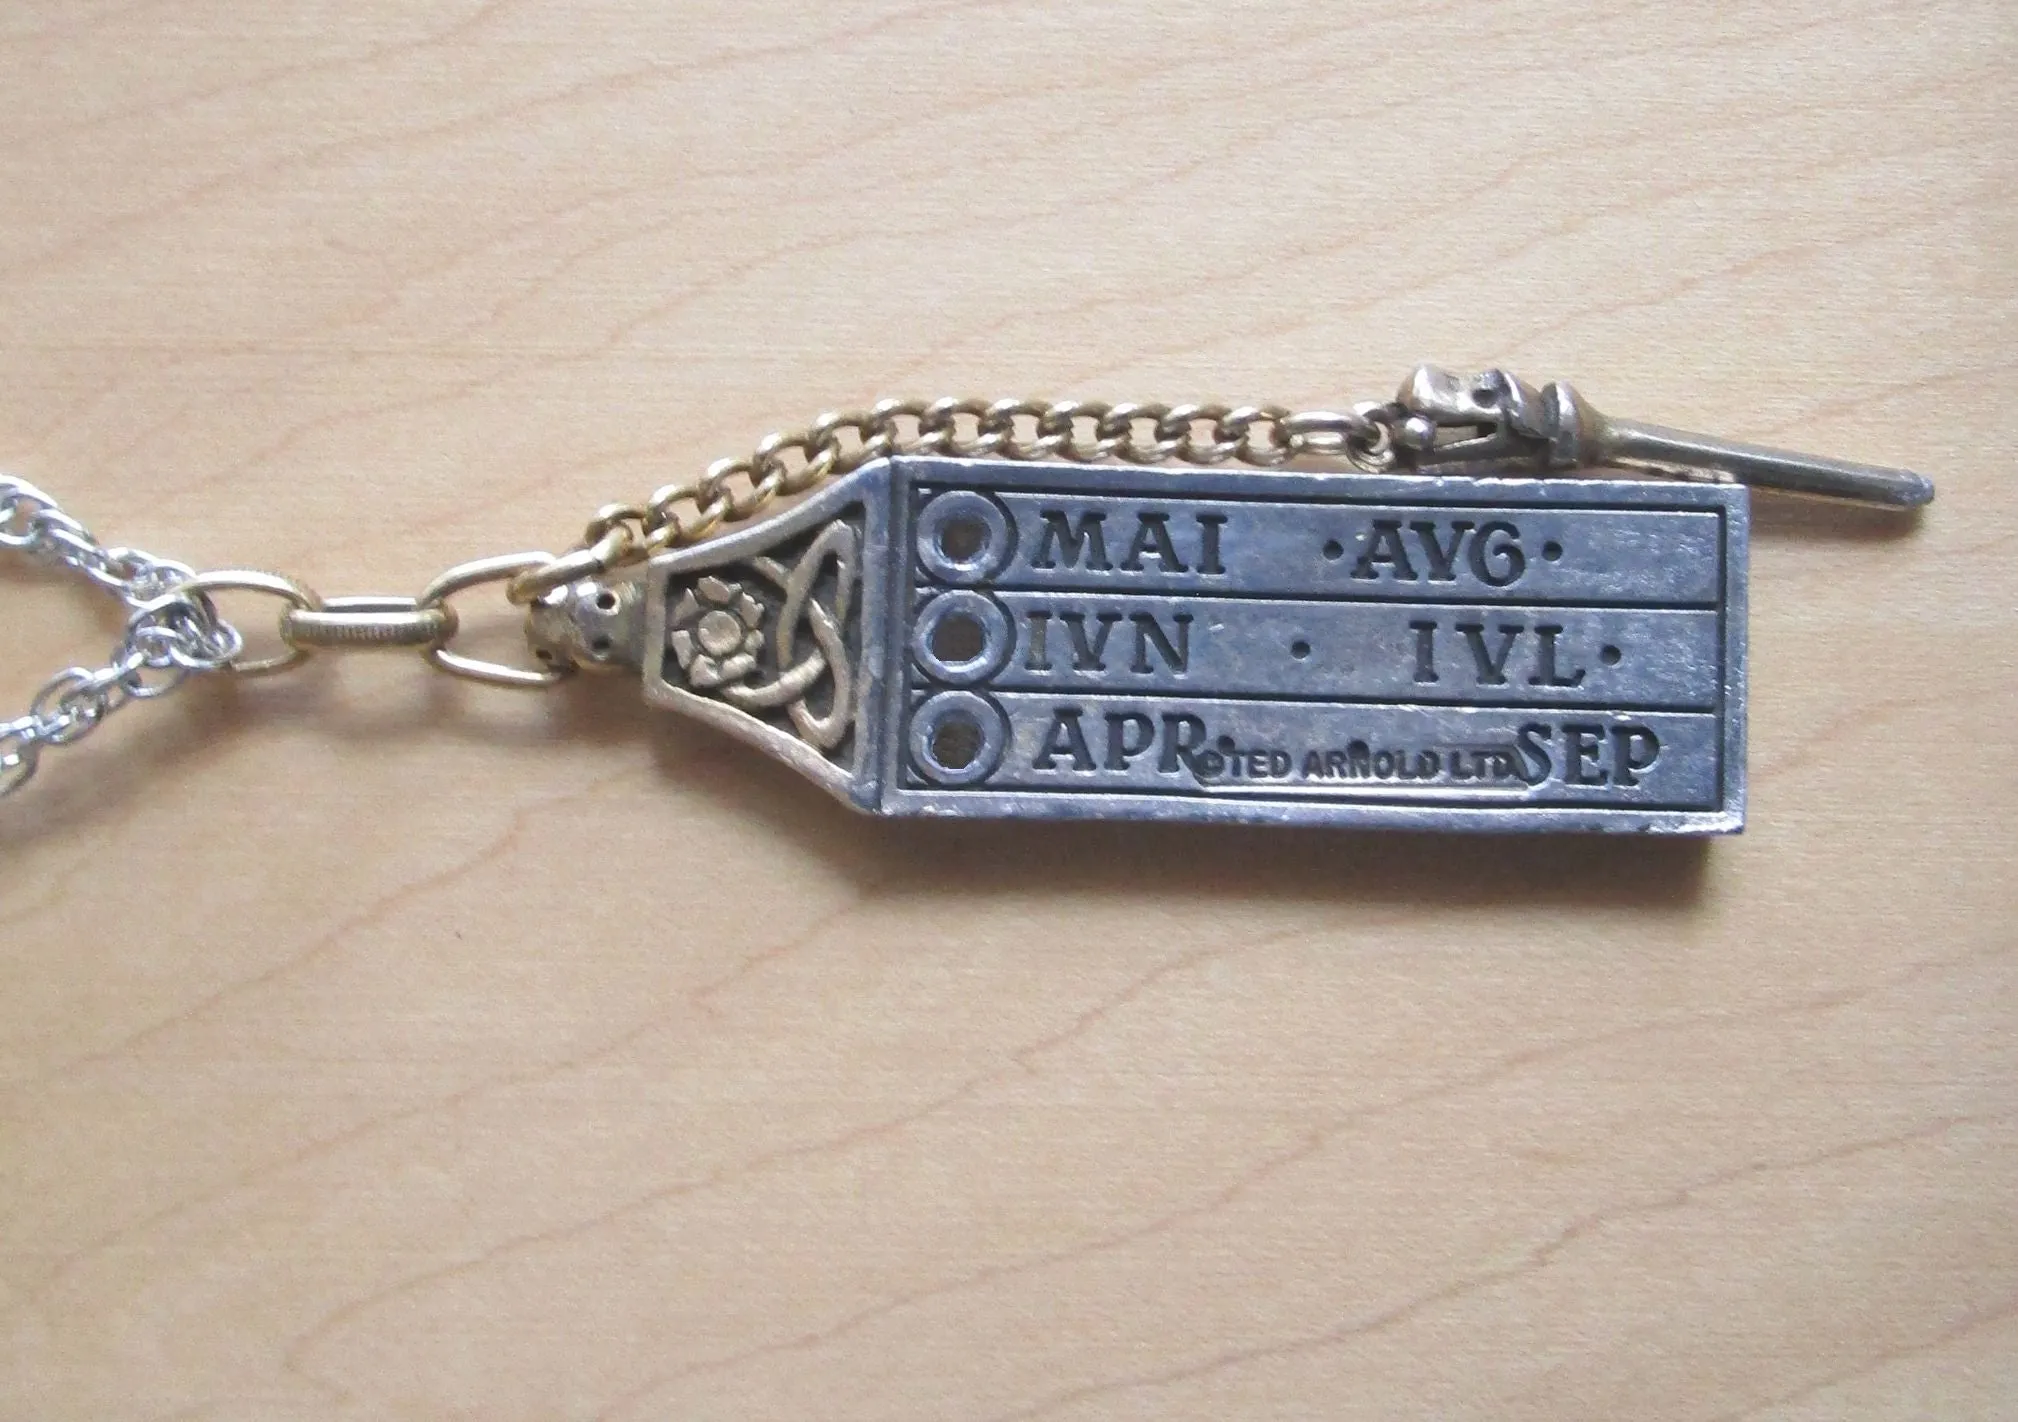 MAI ·AVG·
IVN · IVL·
APR· · SEP
©TED ARNOLD LTD.